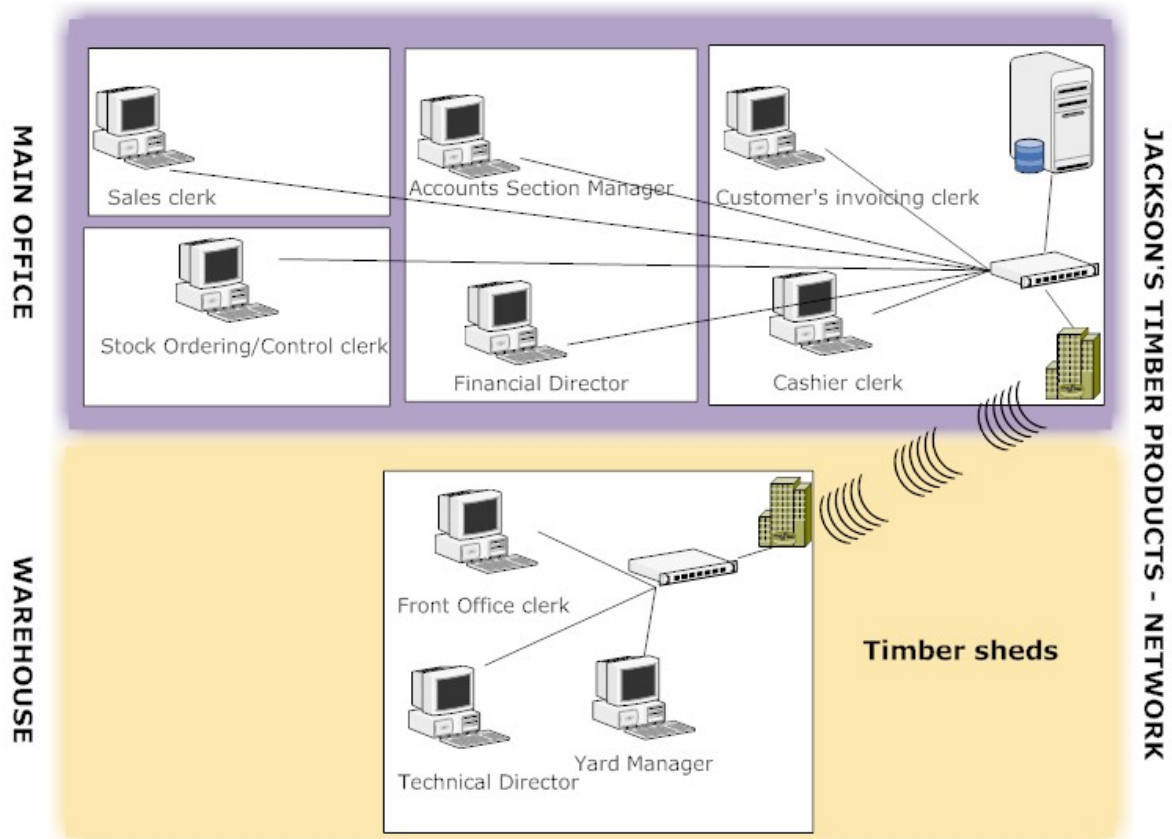 MAIN OFFICE
Sales clerk
Accounts Section Manager
Customer's invoicing clerk
Stock Ordering/Control clerk
Financial Director
Cashier clerk
JACKSON'S TIMBER PRODUCTS - NETWORK
WAREHOUSE
Front Office clerk
Technical Director
Yard Manager
Timber sheds